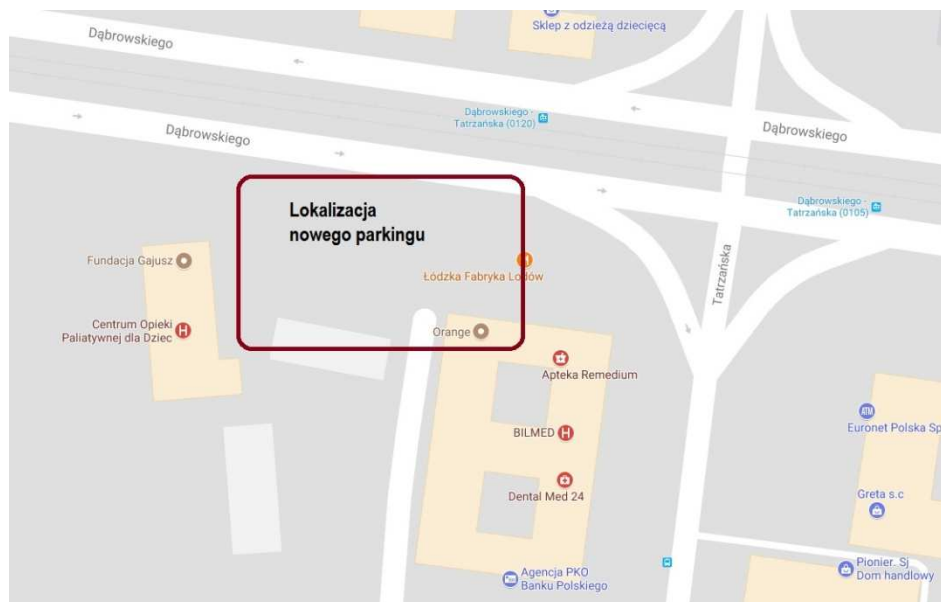 Sklep z odzieżą dziecięcą
Dąbrowskiego
Dąbrowskiego -
Tatrzańska (0120)
Dąbrowskiego
Dąbrowskiego
Dąbrowskiego -
Tatrzańska (0105)
Lokalizacja
nowego parkingu
Fundacja Gajusz
Łódzka Fabryka Lodów
Tatrzańska
Centrum Opieki
Paliatywnej dla Dziec
H
Orange
Apteka Remedium
ATM
Euronet Polska Sp
BILMED
H
Dental Med 24
Greta s.c
Agencja PKO
Banku Polskiego
Pionier. Sj
Dom handlowy